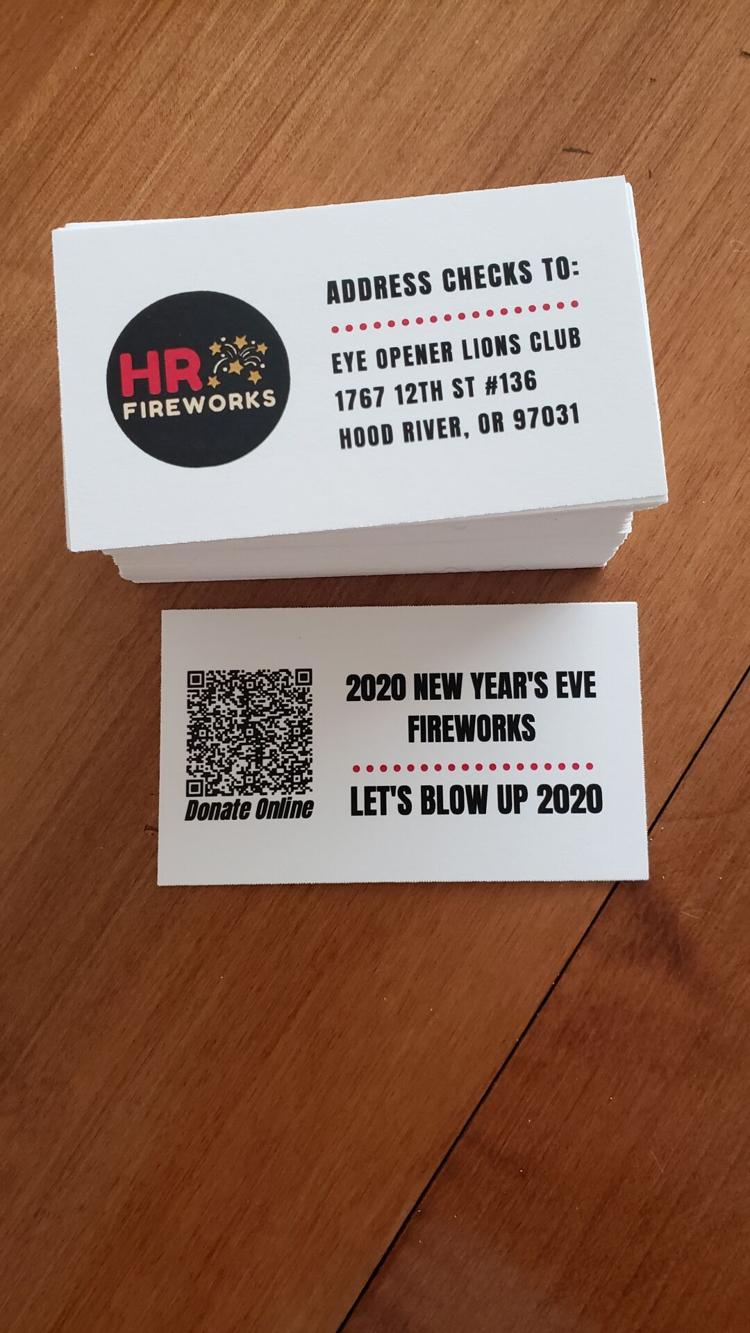 HR
FIREWORKS
ADDRESS CHECKS TO:
EYE OPENER LIONS CLUB
1767 12TH ST #136
HOOD RIVER, OR 97031
Donate Online
2020 NEW YEAR'S EVE
FIREWORKS
LET'S BLOW UP 2020